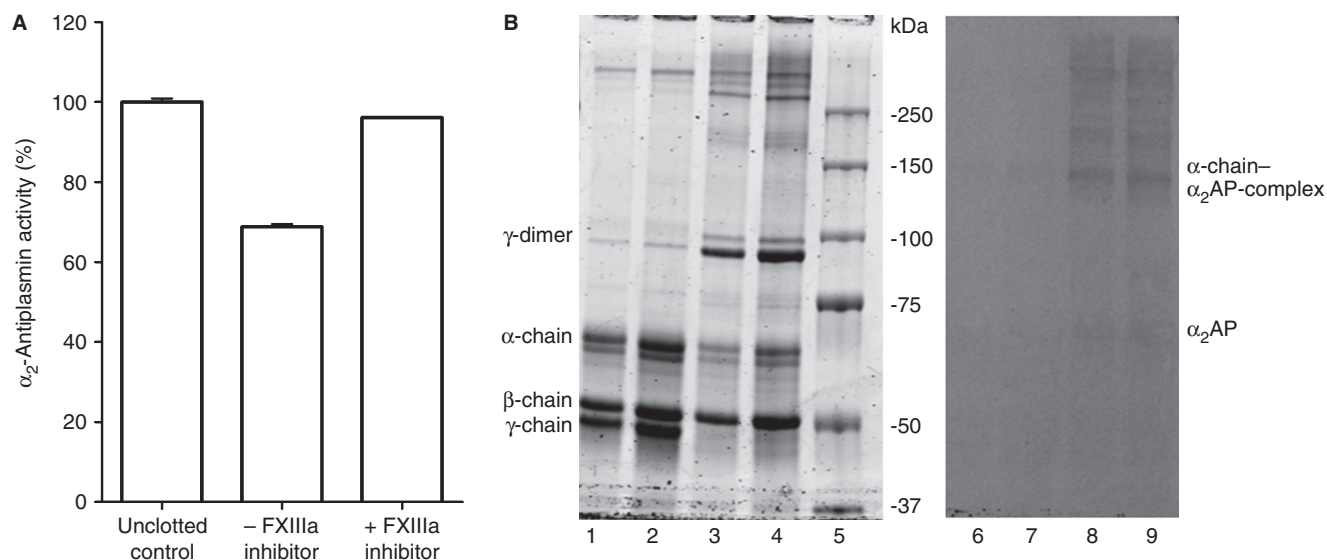 A
120
100
80
60
40
20
0
α2-Antiplasmin activity (%)
Unclotted
control
– FXIIIa
inhibitor
+ FXIIIa
inhibitor
B
γ-dimer
α-chain
β-chain
γ-chain
kDa
-250
-150
-100
-75
-50
-37
1 2 3 4 5
α-chain–
α2AP-complex
α2AP
6 7 8 9